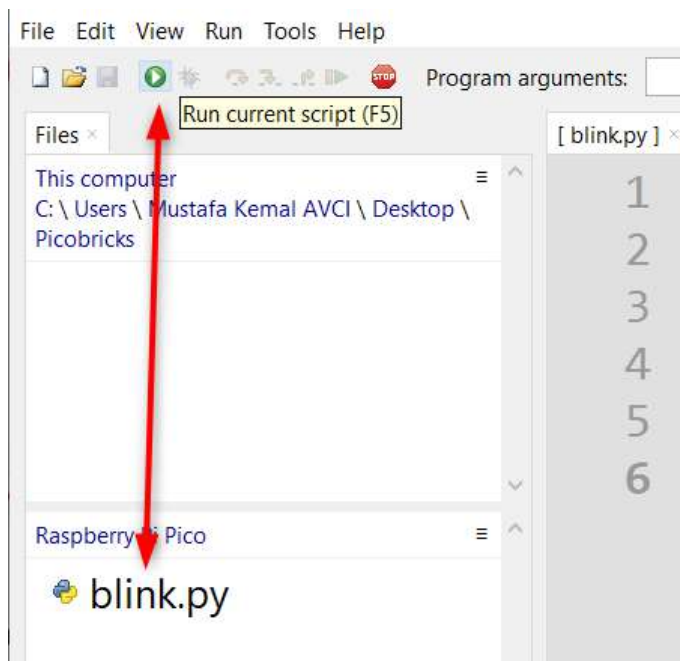 File Edit View Run Tools Help
STOP Program arguments:
Run current script (F5)
Files ×
[ blink.py ] ×
This computer
C: \ Users \ Mustafa Kemal AVCI \ Desktop \
Picobricks
1
2
3
4
5
6
Raspberry Pi Pico
blink.py